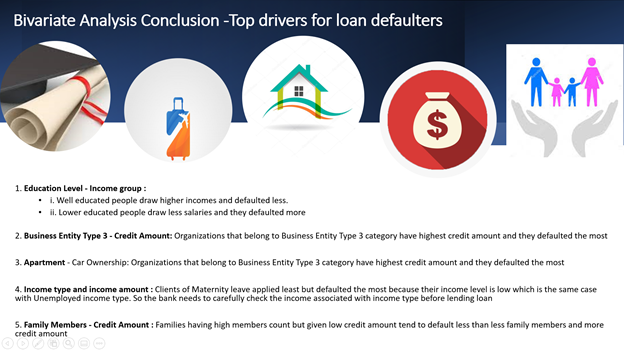 Bivariate Analysis Conclusion -Top drivers for loan defaulters
$
1. Education Level - Income group :
• i. Well educated people draw higher incomes and defaulted less.
• ii. Lower educated people draw less salaries and they defaulted more
2. Business Entity Type 3 - Credit Amount: Organizations that belong to Business Entity Type 3 category have highest credit amount and they defaulted the most
3. Apartment - Car Ownership: Organizations that belong to Business Entity Type 3 category have highest credit amount and they defaulted the most
4. Income type and income amount : Clients of Maternity leave applied least but defaulted the most because their income level is low which is the same case
with Unemployed income type. So the bank needs to carefully check the income associated with income type before lending loan
5. Family Members - Credit Amount : Families having high members count but given low credit amount tend to default less than less family members and more
credit amount